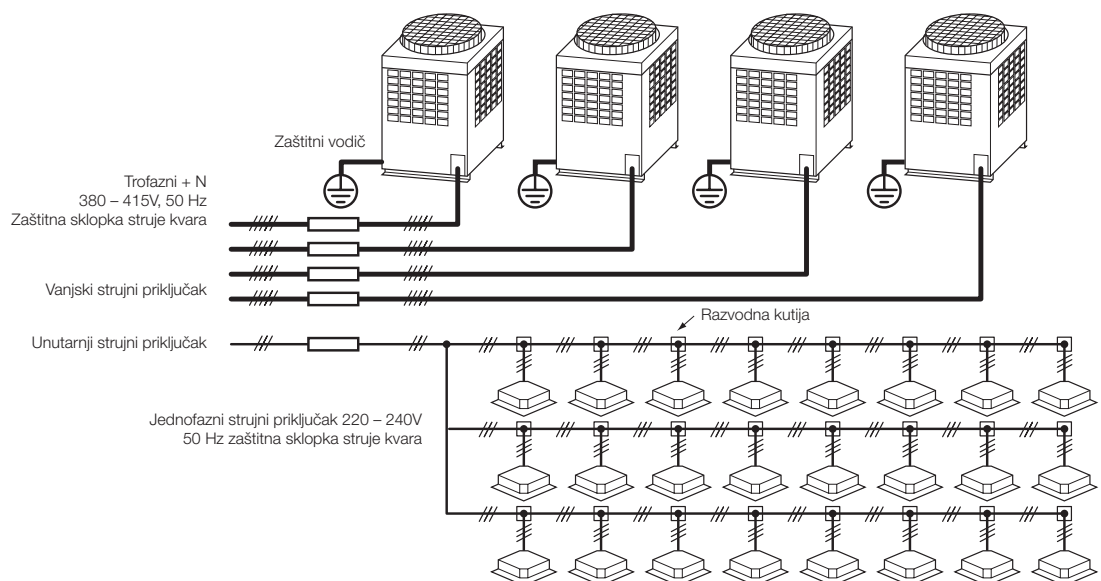 Zaštitni vodič
Trofazni + N
380 – 415V, 50 Hz
Zaštitna sklopka struje kvara
Vanjski strujni priključak
Razvodna kutija
Unutarnji strujni priključak
Jednofazni strujni priključak 220 – 240V
50 Hz zaštitna sklopka struje kvara